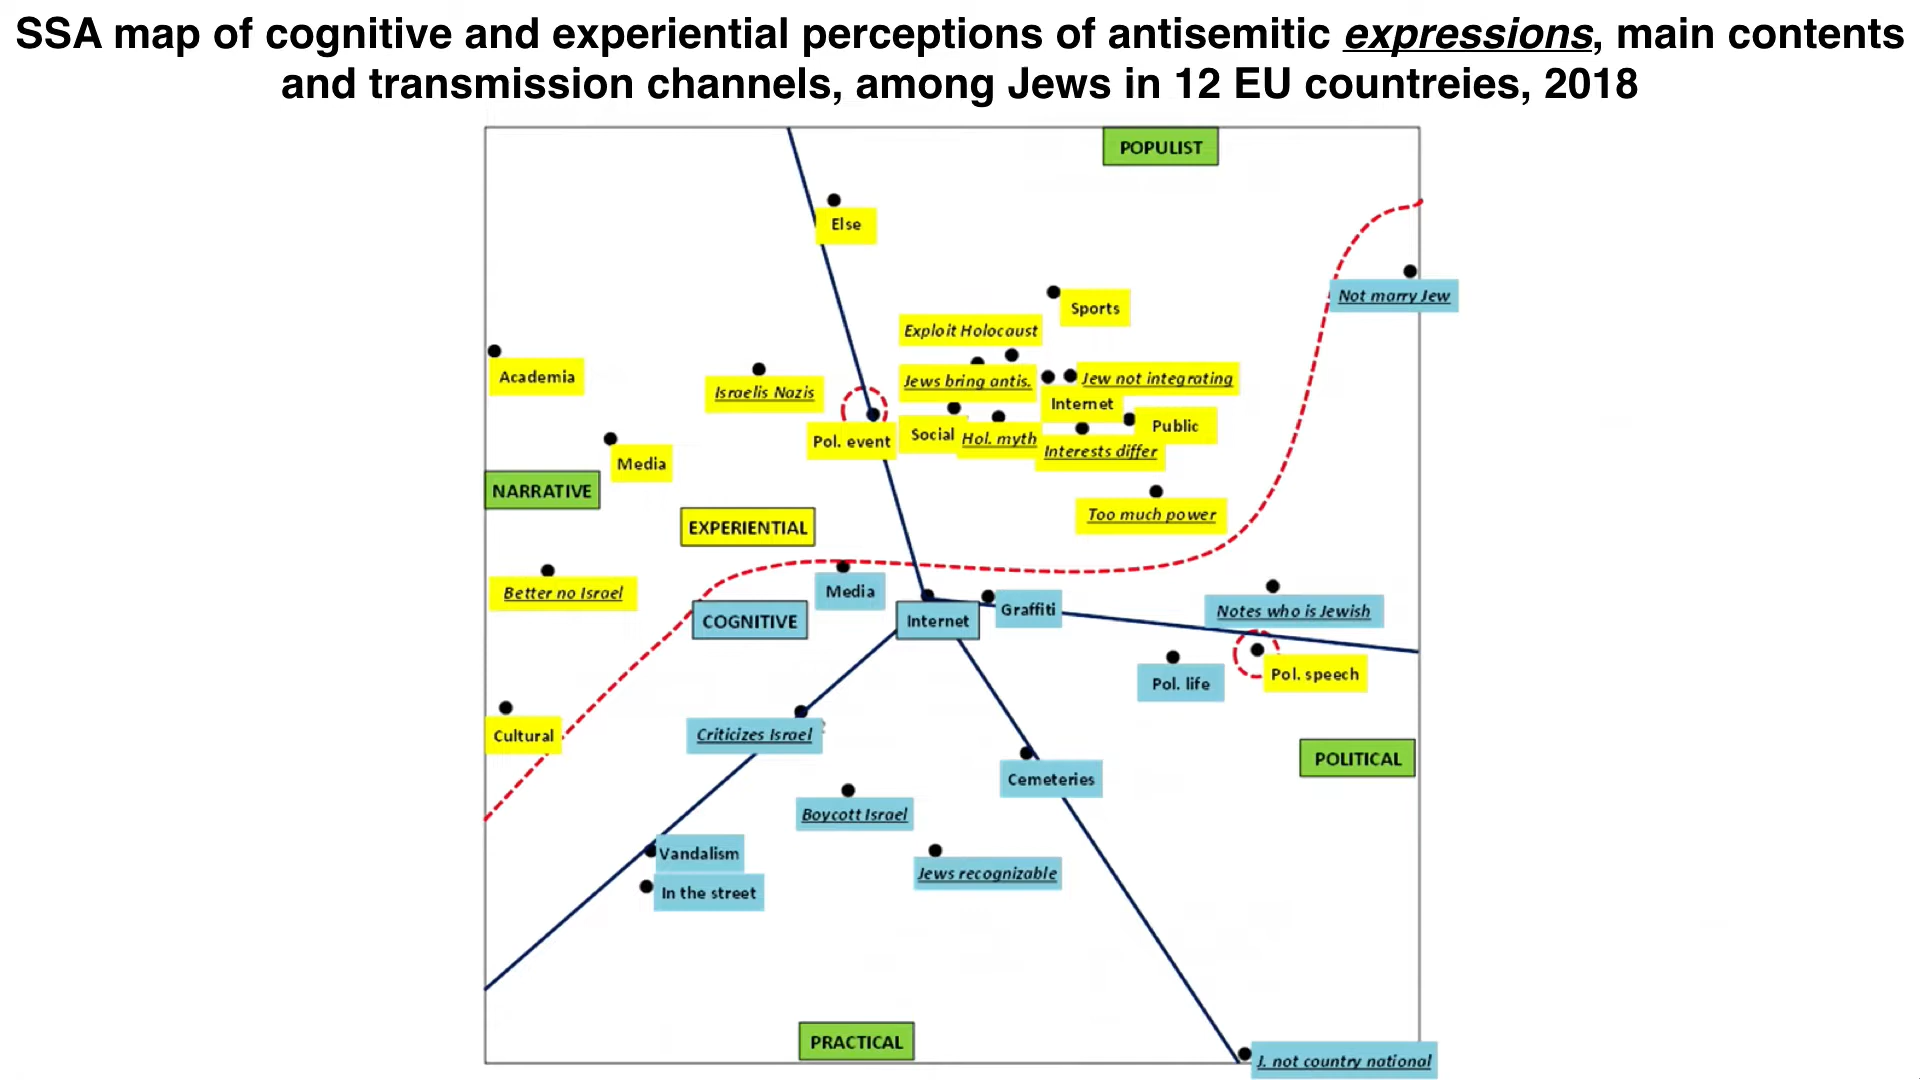 SSA map of cognitive and experiential perceptions of antisemitic expressions, main contents
and transmission channels, among Jews in 12 EU countreies, 2018
POPULIST
Else
Not marry Jew
Sports
Exploit Holocaust
Academia
Israelis Nazis
Jews bring antis.
Jew not integrating
Internet
Public
Pol. event
Social
Hol. myth
Interests differ
Media
NARRATIVE
Too much power
EXPERIENTIAL
Better no Israel
Media
COGNITIVE
Internet
Graffiti
Notes who is Jewish
Pol. life
Pol. speech
Cultural
Criticizes Israel
POLITICAL
Cemeteries
Boycott Israel
Vandalism
Jews recognizable
In the street
PRACTICAL
J. not country national